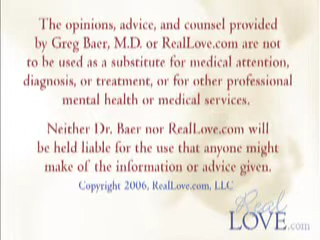 The opinions, advice, and counsel provided
by Greg Baer, M.D. or RealLove.com are not
to be used as a substitute for medical attention,
diagnosis, or treatment, or for other professional
mental health or medical services.
Neither Dr. Baer nor RealLove.com will
be held liable for the use that anyone might
make of the information or advice given.
Copyright 2006, RealLove.com, LLC
Real
LOVE.com